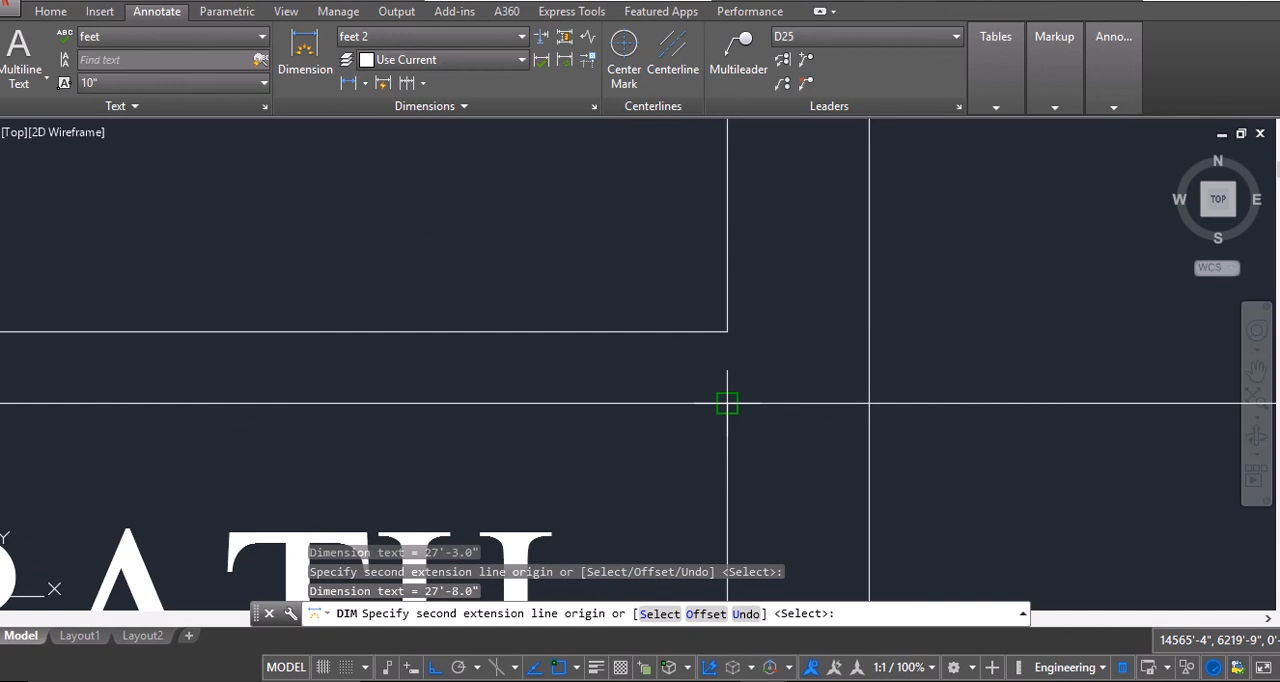 Home Insert Annotate Parametric View Manage Output Add-ins A360 Express Tools Featured Apps Performance
A Multiline Text
ABC feet
Find text
10"
Text
Dimension
feet 2
Use Current
Dimensions
Center Mark
Centerline
Centerlines
Multileader
D25
Leaders
Tables
Markup
Anno...
[Top][2D Wireframe]
N
W TOP E
S
WCS
ATH
Y
X
Dimension text = 27'-3.0"
Specify second extension line origin or [Select/Offset/Undo] <Select>:
Dimension text = 27'-8.0"
DIM Specify second extension line origin or [Select Offset Undo] <Select>:
Model Layout1 Layout2 +
14565'-4", 6219'-9", 0'-
MODEL 1:1 / 100% Engineering